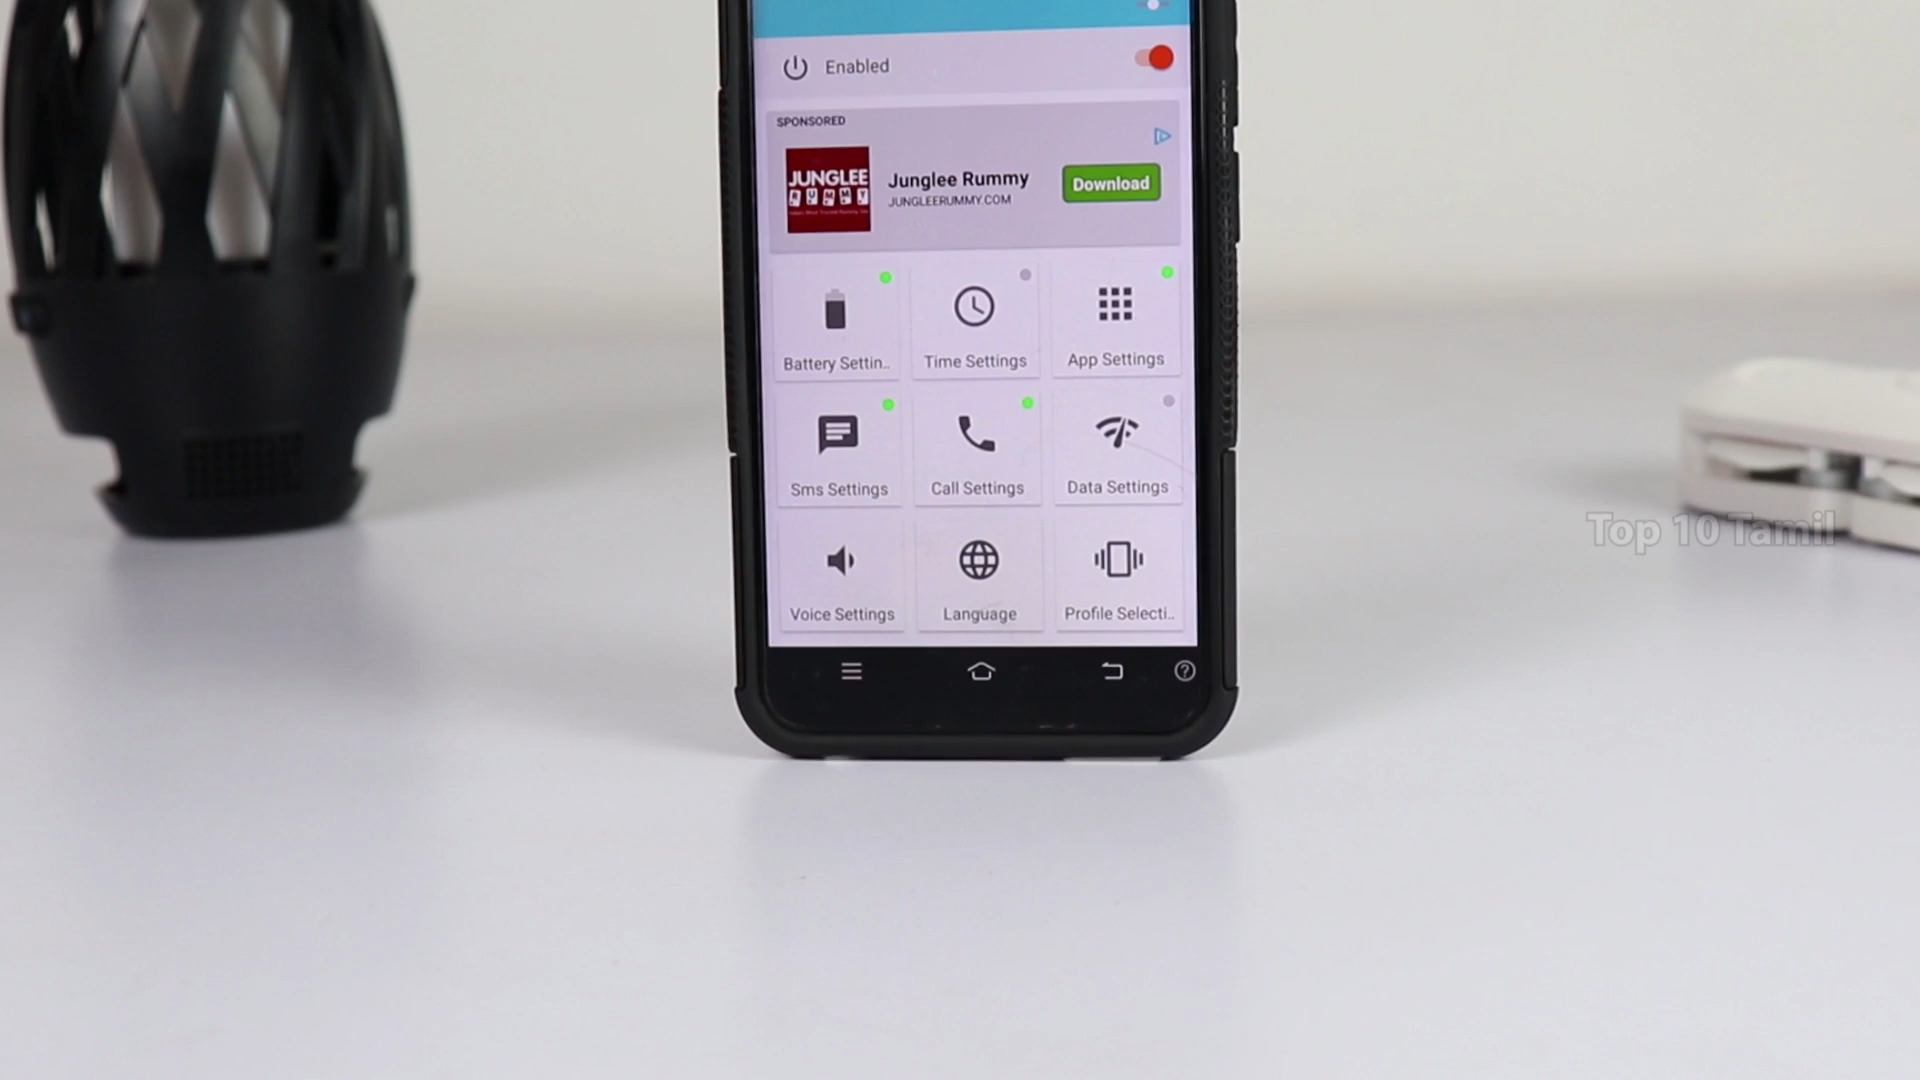 Enabled
SPONSORED
JUNGLEE
RUMMY
Junglee Rummy
JUNGLEERUMMY.COM
Download
Battery Settin..
Time Settings
App Settings
Sms Settings
Call Settings
Data Settings
Top 10 Tamil
Voice Settings
Language
Profile Selecti..